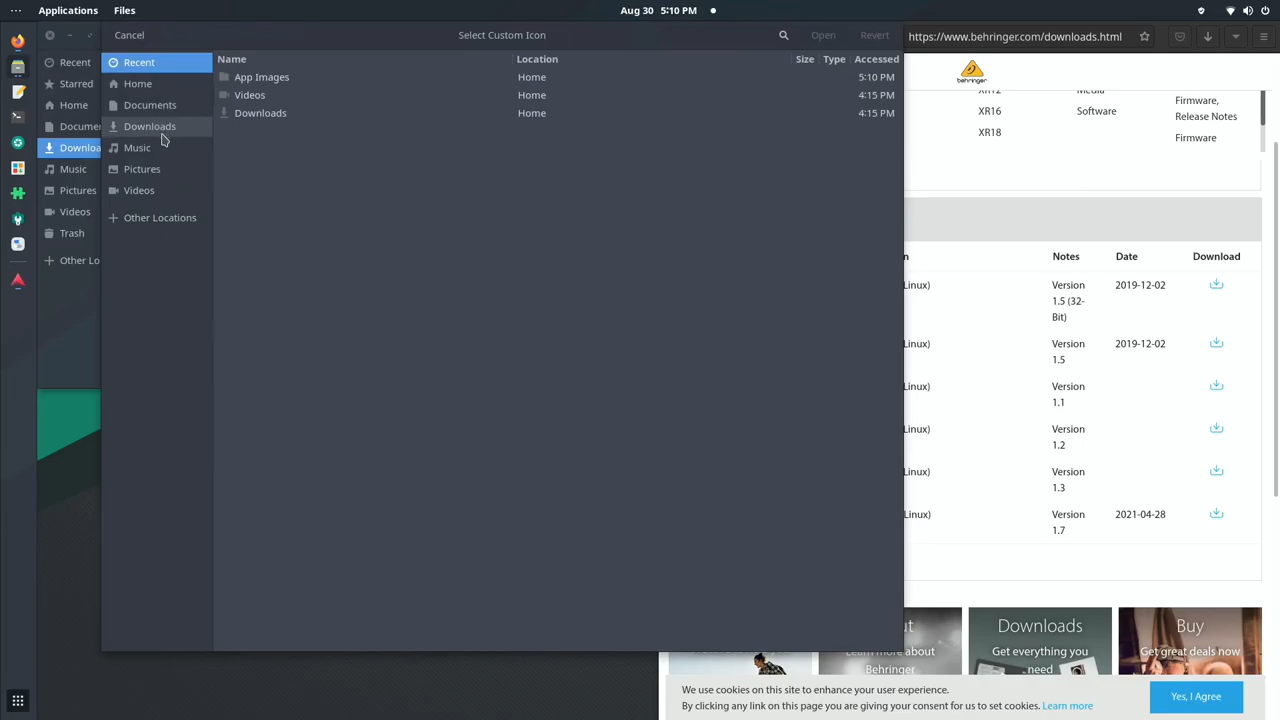 Applications Files
Aug 30 5:10 PM
Cancel
Select Custom Icon
Open
Revert
https://www.behringer.com/downloads.html
Recent
Starred
Home
Downloa
Music
Pictures
Videos
Trash
Other Lo
Recent
Home
Documents
Downloads
Music
Pictures
Videos
Other Locations
Name Location Size Type Accessed
App Images Home 5:10 PM
Videos Home 4:15 PM
Downloads Home 4:15 PM
behringer
Media
Firmware,
XR16 Software Release Notes
XR18 Firmware
Notes Date Download
Linux) Version 2019-12-02
1.5 (32-
Bit)
Linux) Version 2019-12-02
1.5
Linux) Version
1.1
Linux) Version
1.2
Linux) Version
1.3
Linux) Version 2021-04-28
1.7
ut
Learn more about
Behringer
Downloads
Get everything you
need
Buy
Get great deals now
We use cookies on this site to enhance your user experience.
By clicking any link on this page you are giving your consent for us to set cookies. Learn more
Yes, I Agree